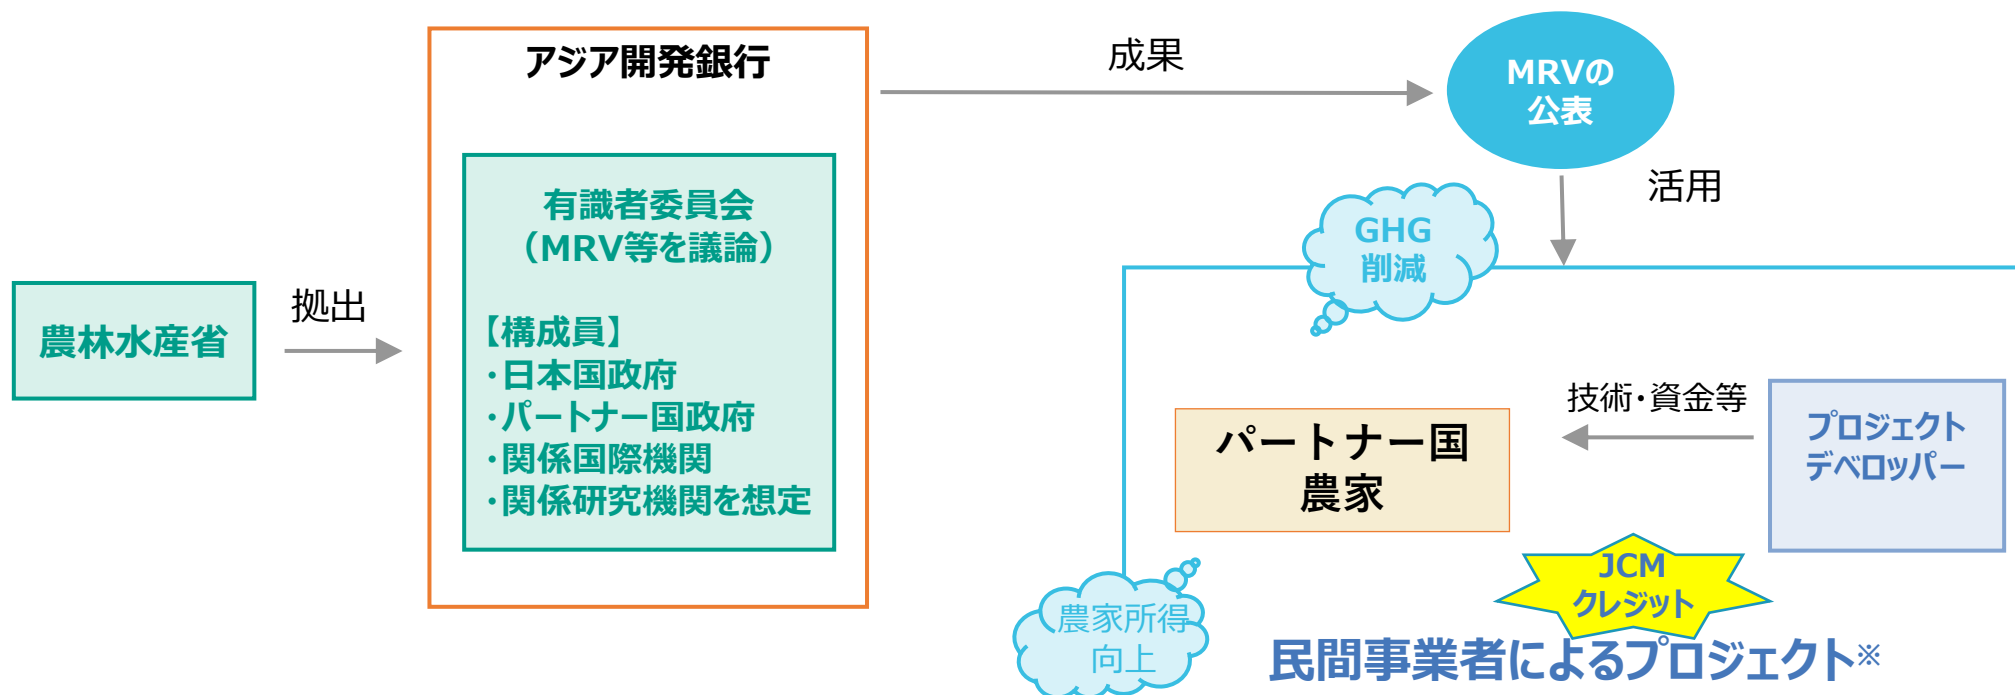 アジア開発銀行
成果
MRVの
公表
有識者委員会
（MRV等を議論）
【構成員】
・日本国政府
・パートナー国政府
・関係国際機関
・関係研究機関を想定
農林水産省
拠出
活用
GHG
削減
技術・資金等
パートナー国
農家
プロジェクト
デベロッパー
JCM
クレジット
農家所得
向上
民間事業者によるプロジェクト※